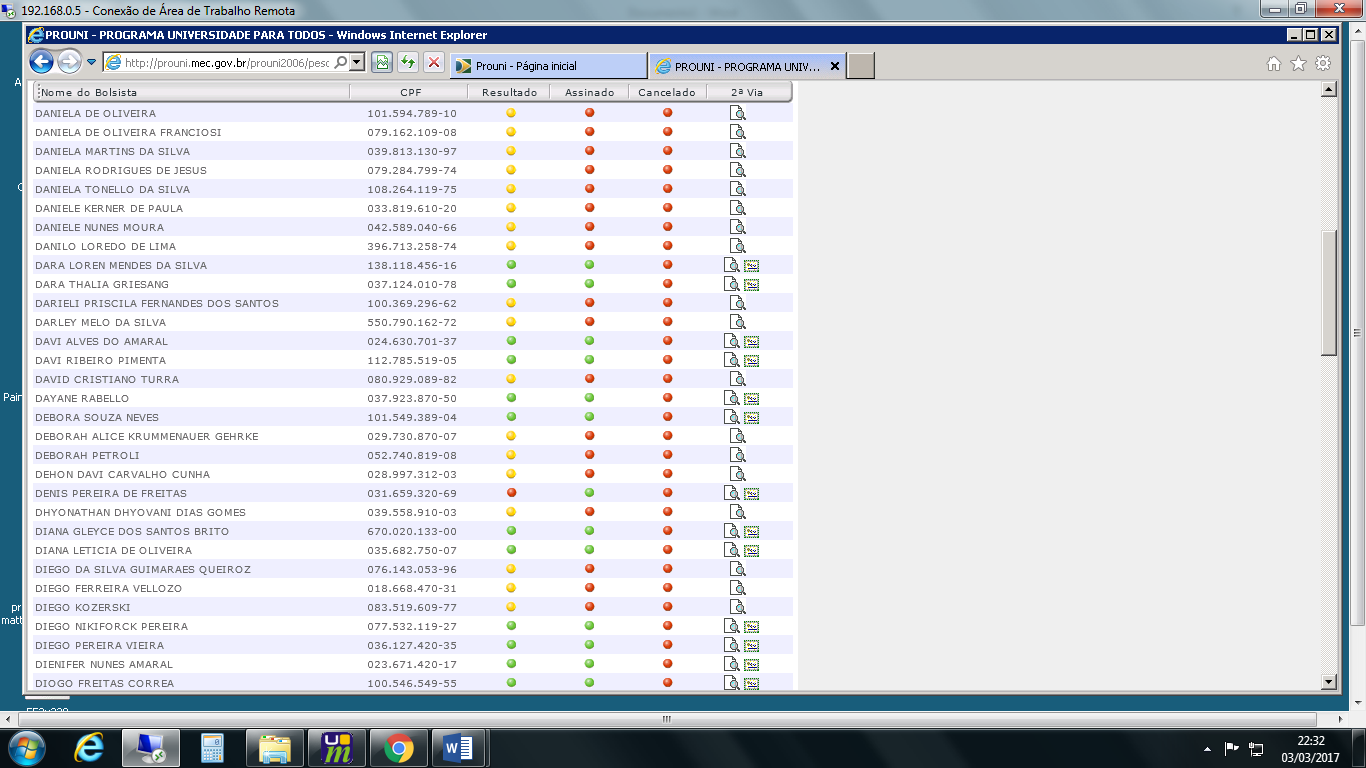 192.168.0.5 - Conexão de Área de Trabalho Remota
PROUNI - PROGRAMA UNIVERSIDADE PARA TODOS - Windows Internet Explorer
http://prouni.mec.gov.br/prouni2006/pesc
Prouni - Página inicial
PROUNI - PROGRAMA UNIV...
Nome do Bolsista CPF Resultado Assinado Cancelado 2ª Via
DANIELA DE OLIVEIRA 101.594.789-10
DANIELA DE OLIVEIRA FRANCIOSI 079.162.109-08
DANIELA MARTINS DA SILVA 039.813.130-97
DANIELA RODRIGUES DE JESUS 079.284.799-74
DANIELA TONELLO DA SILVA 108.264.119-75
DANIELE KERNER DE PAULA 033.819.610-20
DANIELE NUNES MOURA 042.589.040-66
DANILO LOREDO DE LIMA 396.713.258-74
DARA LOREN MENDES DA SILVA 138.118.456-16
DARA THALIA GRIESANG 037.124.010-78
DARIELI PRISCILA FERNANDES DOS SANTOS 100.369.296-62
DARLEY MELO DA SILVA 550.790.162-72
DAVI ALVES DO AMARAL 024.630.701-37
DAVI RIBEIRO PIMENTA 112.785.519-05
DAVID CRISTIANO TURRA 080.929.089-82
DAYANE RABELLO 037.923.870-50
DEBORA SOUZA NEVES 101.549.389-04
DEBORAH ALICE KRUMMENAUER GEHRKE 029.730.870-07
DEBORAH PETROLI 052.740.819-08
DEHON DAVI CARVALHO CUNHA 028.997.312-03
DENIS PEREIRA DE FREITAS 031.659.320-69
DHYONATHAN DHYOVANI DIAS GOMES 039.558.910-03
DIANA GLEYCE DOS SANTOS BRITO 670.020.133-00
DIANA LETICIA DE OLIVEIRA 035.682.750-07
DIEGO DA SILVA GUIMARAES QUEIROZ 076.143.053-96
DIEGO FERREIRA VELLOZO 018.668.470-31
DIEGO KOZERSKI 083.519.609-77
DIEGO NIKIFORCK PEREIRA 077.532.119-27
DIEGO PEREIRA VIEIRA 036.127.420-35
DIENIFER NUNES AMARAL 023.671.420-17
DIOGO FREITAS CORREA 100.546.549-55
Pain
pr
matt
22:32
03/03/2017